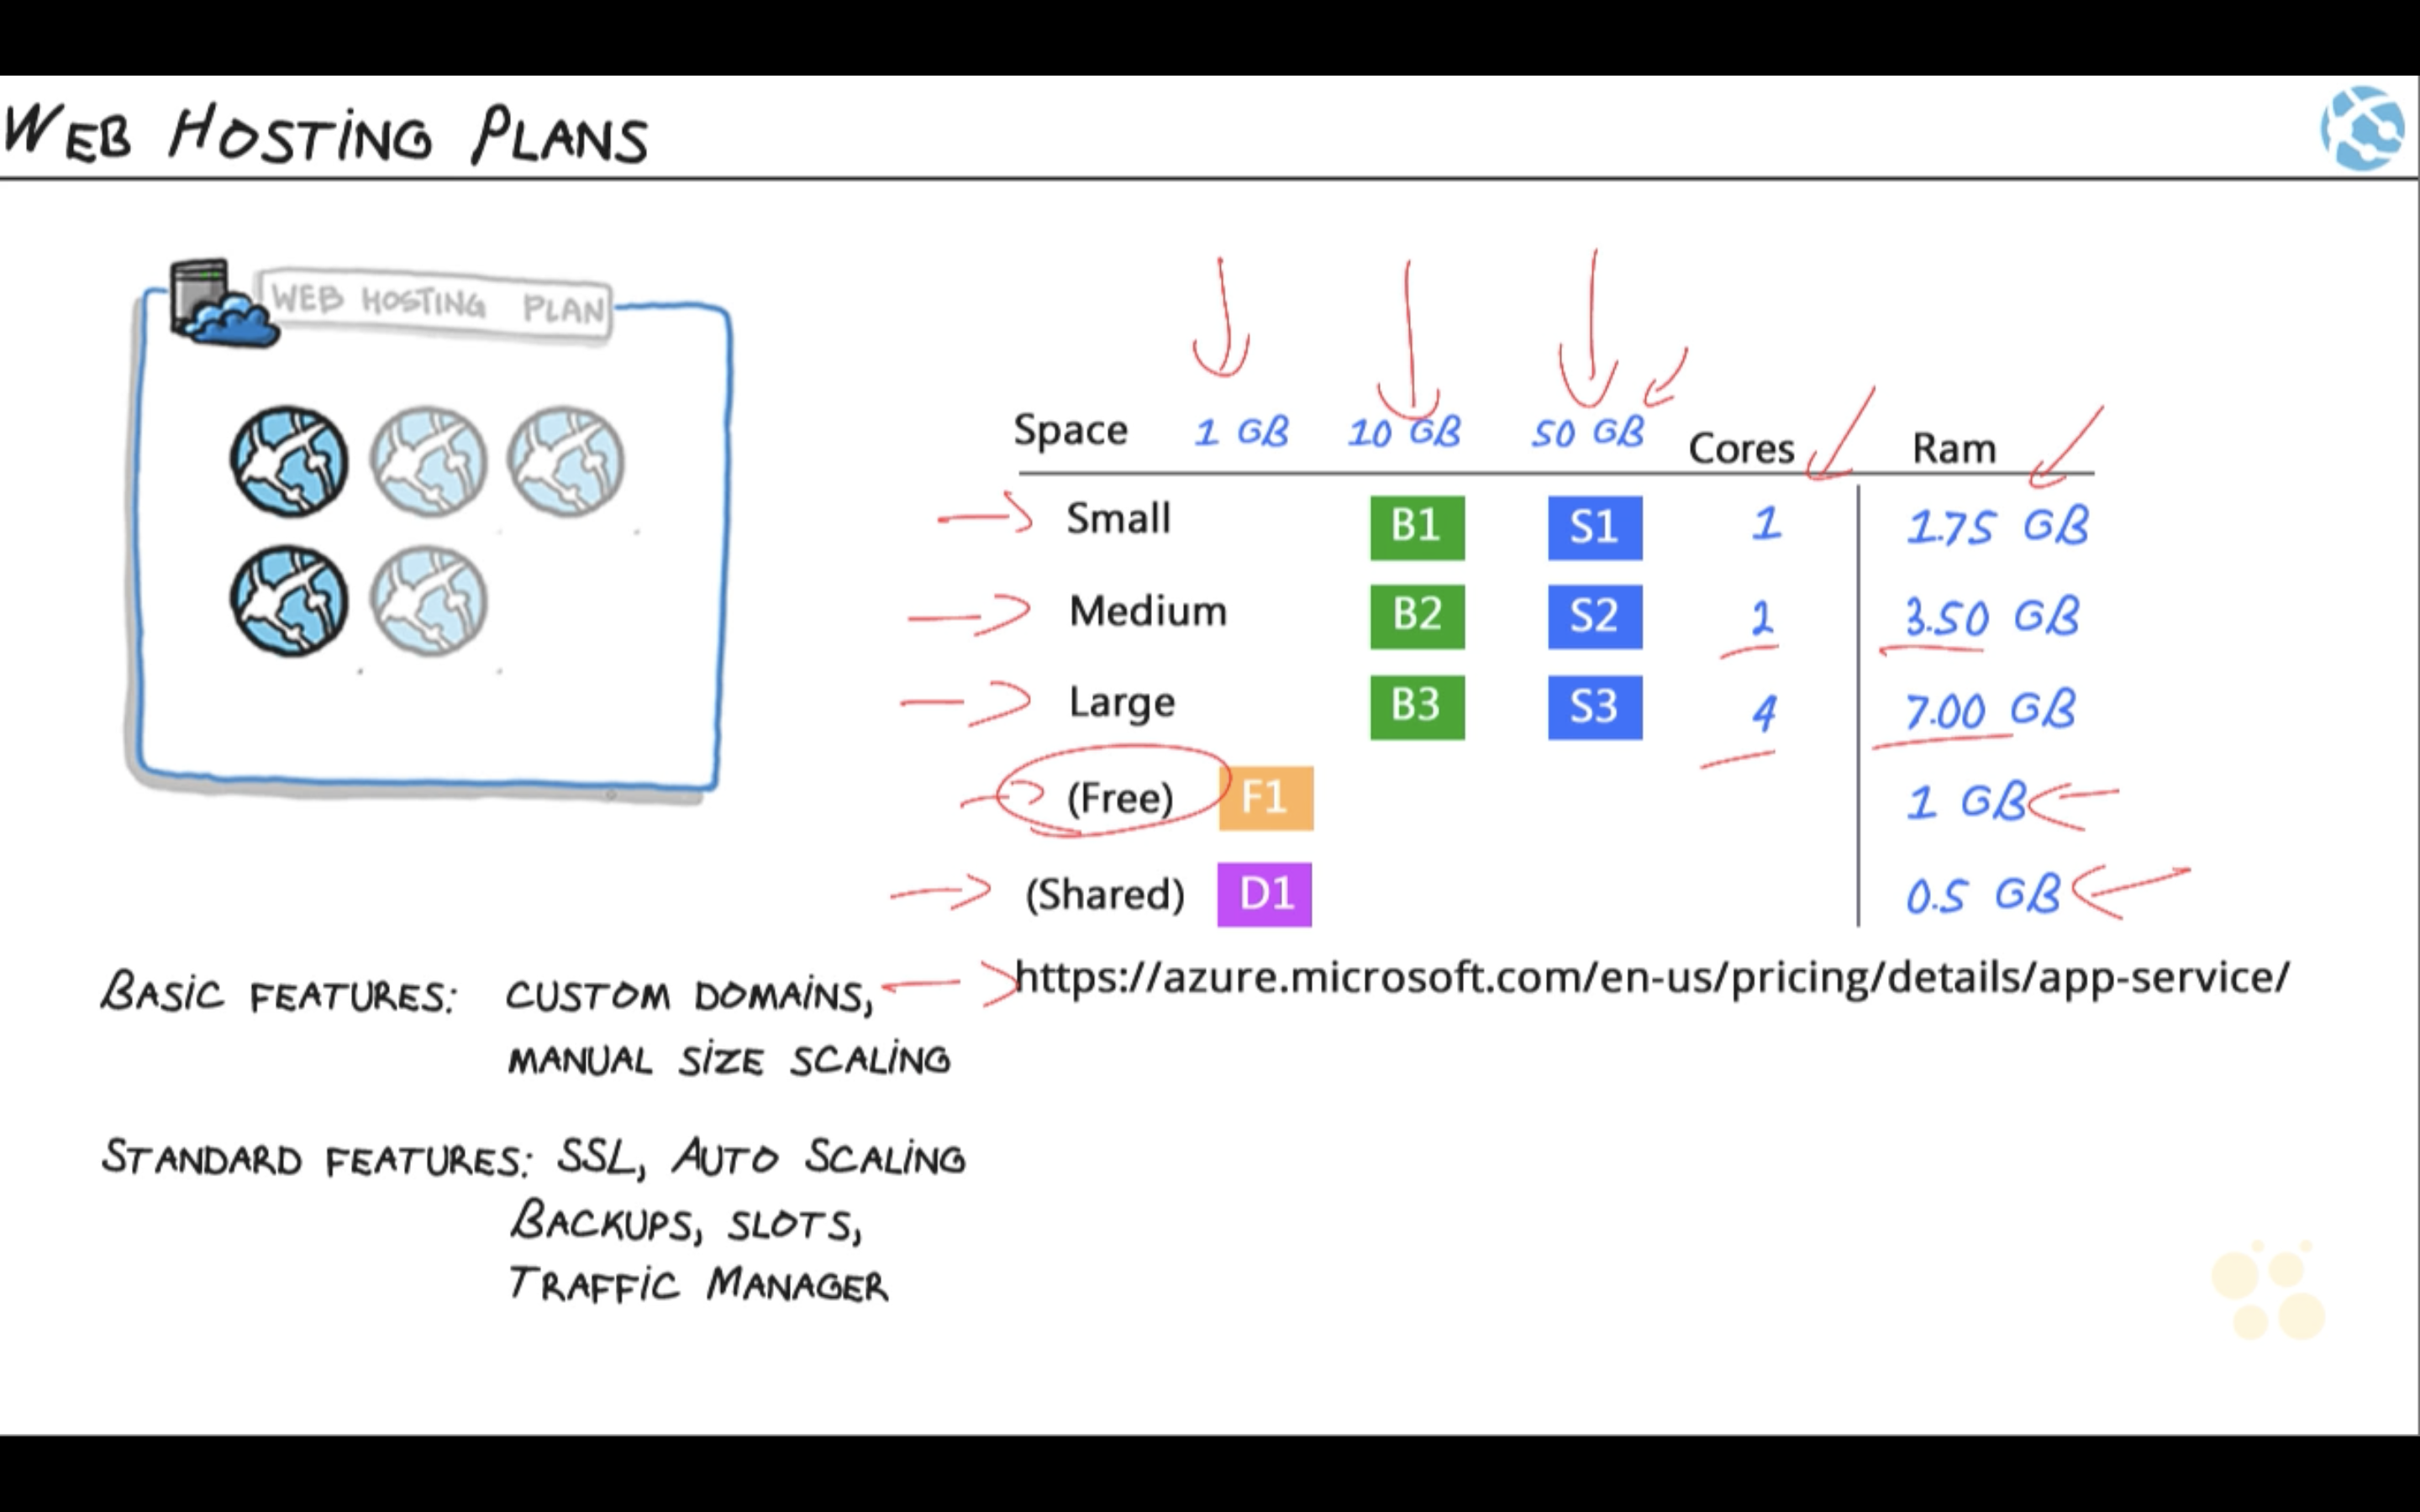 WEB HOSTING PLANS
WEB HOSTING PLAN
Space 1 GB 10 GB 50 GB Cores Ram
Small B1 S1 1 1.75 GB
Medium B2 S2 2 3.50 GB
Large B3 S3 4 7.00 GB
(Free) F1 1 GB
(Shared) D1 0.5 GB
https://azure.microsoft.com/en-us/pricing/details/app-service/
BASIC FEATURES: CUSTOM DOMAINS,
MANUAL SIZE SCALING
STANDARD FEATURES: SSL, AUTO SCALING
BACKUPS, SLOTS,
TRAFFIC MANAGER